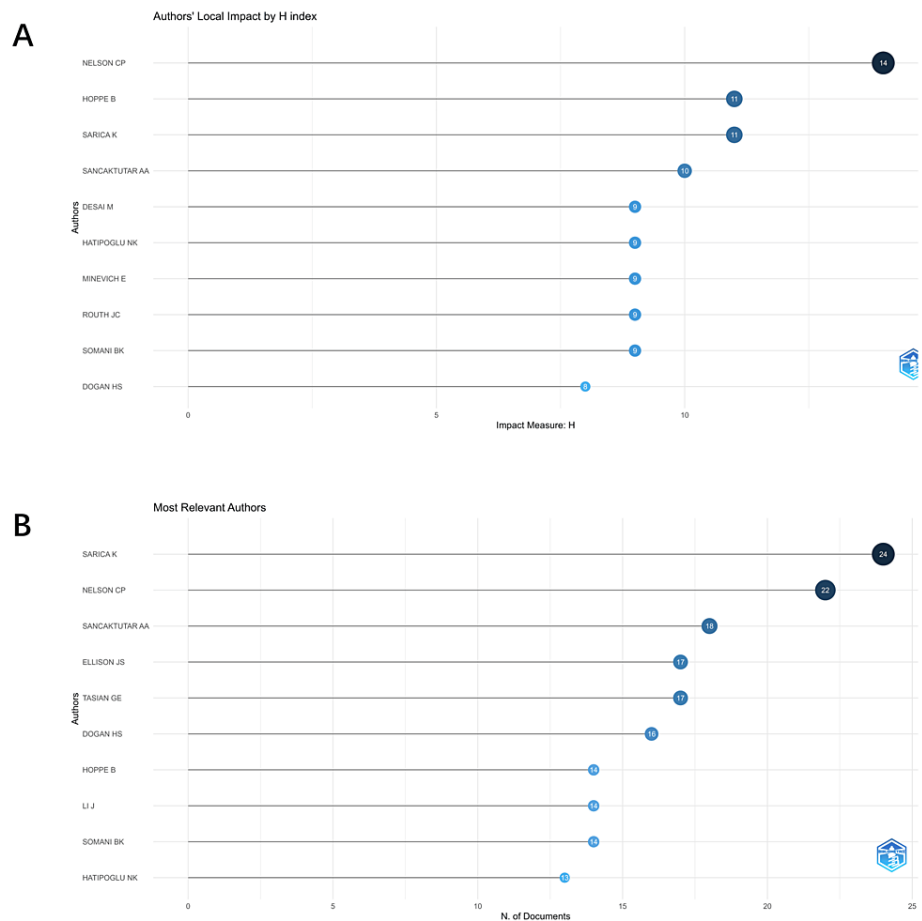 A
Authors' Local Impact by H index
NELSON CP 14
HOPPE B 11
SARICA K 11
SANCAKTUTAR AA 10
DESAI M 9
HATIPOGLU NK 9
MINEVICH E 9
ROUTH JC 9
SOMANI BK 9
DOGAN HS 8
Authors
0 5 10
Impact Measure: H
B
Most Relevant Authors
SARICA K 24
NELSON CP 22
SANCAKTUTAR AA 18
ELLISON JS 17
TASIAN GE 17
DOGAN HS 16
HOPPE B 14
LI J 14
SOMANI BK 14
HATIPOGLU NK 13
Authors
0 5 10 15 20 25
N. of Documents